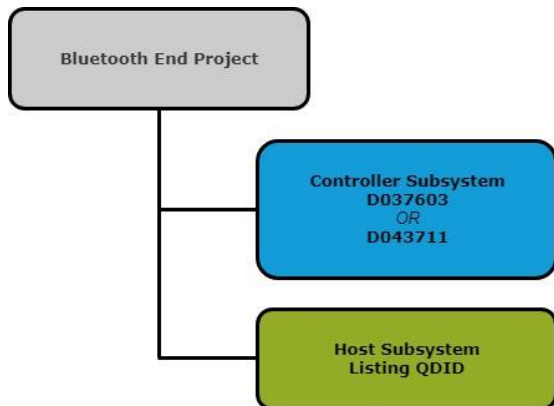 Bluetooth End Project
Controller Subsystem
D037603
OR
D043711
Host Subsystem
Listing QDID